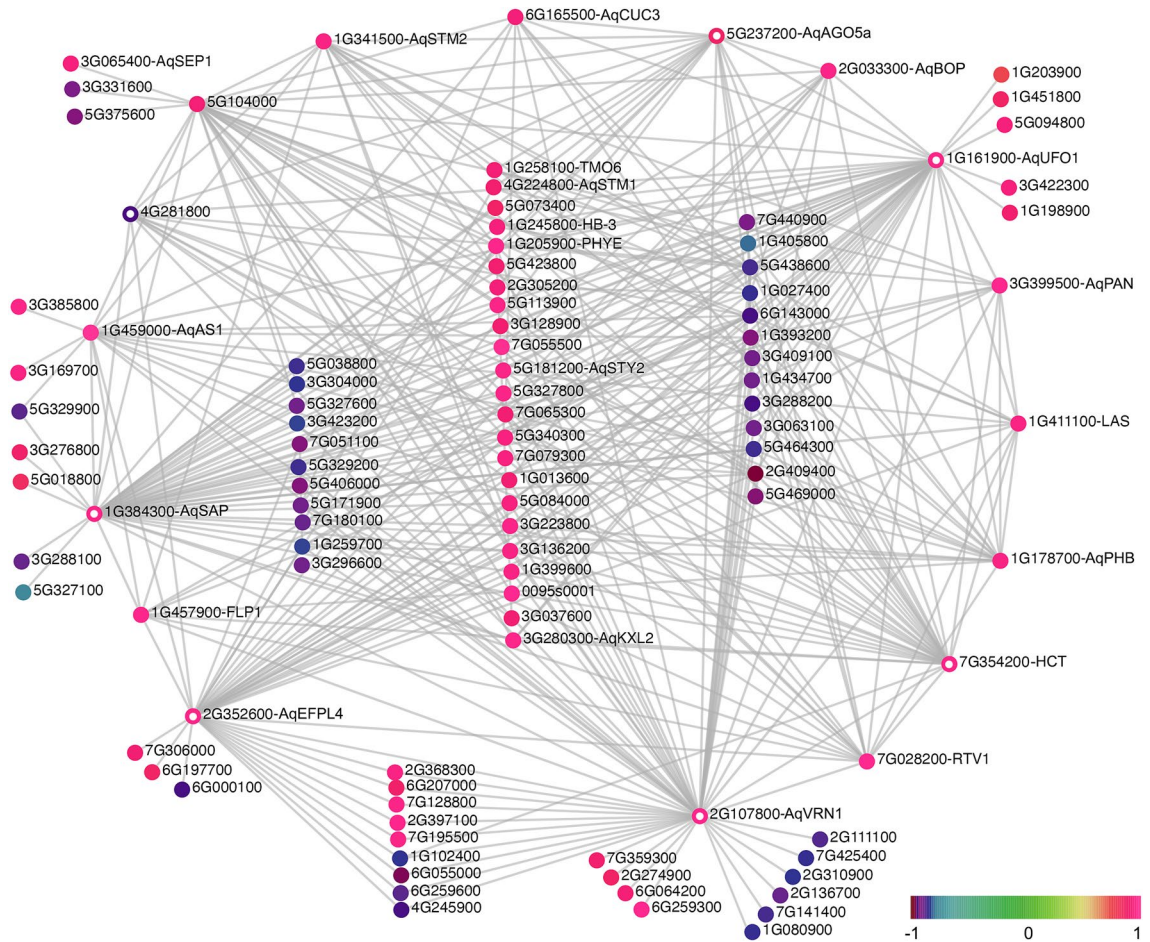 6G165500-AqCUC3
5G237200-AqAGO5a
1G341500-AqSTM2
2G033300-AqBOP
3G065400-AqSEP1
3G331600
5G375600
5G104000
1G203900
1G451800
5G094800
1G161900-AqUFO1
3G422300
1G198900
4G281800
1G258100-TMO6
4G224800-AqSTM1
5G073400
1G245800-HB-3
1G205900-PHYE
5G423800
2G305200
5G113900
3G128900
7G055500
5G181200-AqSTY2
5G327800
7G065300
5G340300
7G079300
1G013600
5G084000
3G223800
3G136200
1G399600
0095s0001
3G037600
3G280300-AqKXL2
7G440900
1G405800
5G438600
1G027400
6G143000
1G393200
3G409100
1G434700
3G288200
3G063100
5G464300
2G409400
5G469000
3G399500-AqPAN
1G411100-LAS
1G178700-AqPHB
7G354200-HCT
7G028200-RTV1
3G385800
1G459000-AqAS1
3G169700
5G329900
3G276800
5G018800
1G384300-AqSAP
3G288100
5G327100
5G038800
3G304000
5G327600
3G423200
7G051100
5G329200
5G406000
5G171900
7G180100
1G259700
3G296600
1G457900-FLP1
2G352600-AqEFPL4
7G306000
6G197700
6G000100
2G368300
6G207000
7G128800
2G397100
7G195500
1G102400
6G055000
6G259600
4G245900
2G107800-AqVRN1
7G359300
2G274900
6G064200
6G259300
2G111100
7G425400
2G310900
2G136700
7G141400
1G080900
-1 0 1